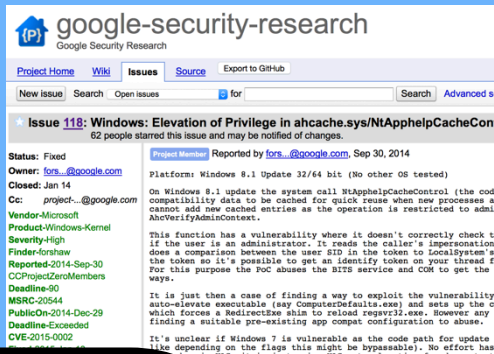 {P}
google-security-research
Google Security Research
Project Home Wiki Issues Source Export to GitHub
New issue Search Open issues for Search Advanced s
Issue 118: Windows: Elevation of Privilege in ahcache.sys/NtApphelpCacheCon
62 people starred this issue and may be notified of changes.
Status: Fixed
Owner: fors...@google.com
Closed: Jan 14
Cc: project-...@google.com
Vendor-Microsoft
Product-Windows-Kernel
Severity-High
Finder-forshaw
Reported-2014-Sep-30
CCProjectZeroMembers
Deadline-90
MSRC-20544
PublicOn-2014-Dec-29
Deadline-Exceeded
CVE-2015-0002
Project Member Reported by fors...@google.com, Sep 30, 2014
Platform: Windows 8.1 Update 32/64 bit (No other OS tested)
On Windows 8.1 update the system call NtApphelpCacheControl (the cod
compatibility data to be cached for quick reuse when new processes a
cannot add new cached entries as the operation is restricted to admi
AhcVerifyAdminContext.
This function has a vulnerability where it doesn't correctly check t
if the user is an administrator. It reads the caller's impersonation
does a comparison between the user SID in the token to LocalSystem's
the token so it's possible to get an identify token on your thread f
For this purpose the PoC abuses the BITS service and COM to get the
ways.
It is just then a case of finding a way to exploit the vulnerability
auto-elevate executable (say ComputerDefaults.exe) and sets up the c
which forces a RedirectExe shim to reload regsvr32.exe. However any
finding a suitable pre-existing app compat configuration to abuse.
It's unclear if Windows 7 is vulnerable as the code path for update
like depending on the flags this might be bypassable). No effort has